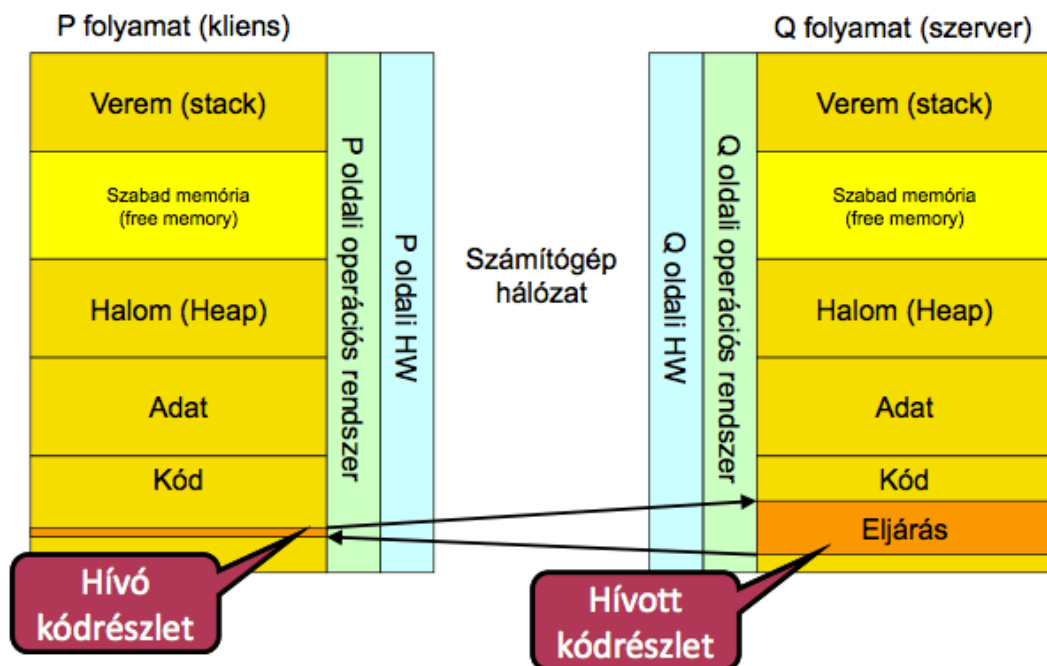 P folyamat (kliens)
Verem (stack)
Szabad memória
(free memory)
Halom (Heap)
Adat
Kód
P oldali operációs rendszer
P oldali HW
Hívó
kódrészlet
Számítógép
hálózat
Q folyamat (szerver)
Q oldali HW
Q oldali operációs rendszer
Verem (stack)
Szabad memória
(free memory)
Halom (Heap)
Adat
Kód
Eljárás
Hívott
kódrészlet